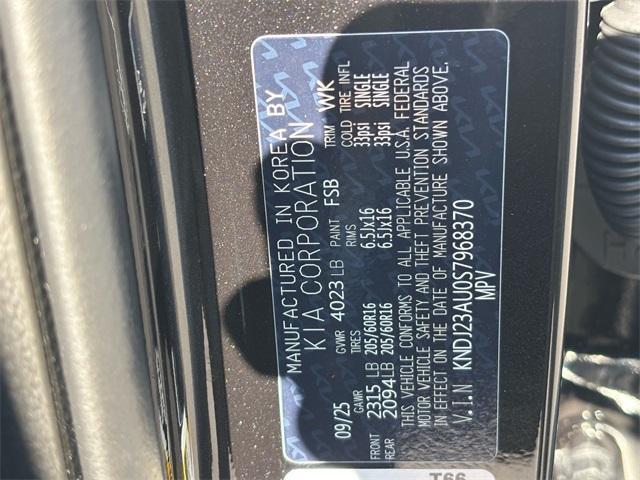 MANUFACTURED IN KOREA BY
KIA CORPORATION
09/25 GVWR 4023 LB PAINT FSB TRIM WK
GAWR TIRES RIMS COLD TIRE INFL
FRONT 2315 LB 205/60R16 6.5Jx16 33psi SINGLE
REAR 2094 LB 205/60R16 6.5Jx16 33psi SINGLE
THIS VEHICLE CONFORMS TO ALL APPLICABLE U.S.A. FEDERAL
MOTOR VEHICLE SAFETY AND THEFT PREVENTION STANDARDS
IN EFFECT ON THE DATE OF MANUFACTURE SHOWN ABOVE.
V.I.N KNDJ23AU0S7968370
MPV
T66